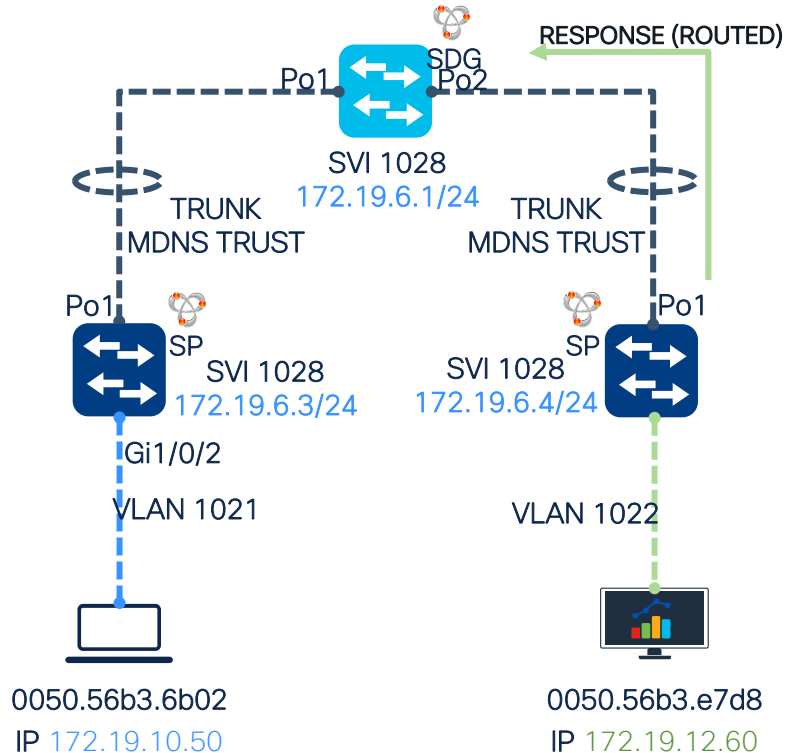 RESPONSE (ROUTED)
SDG
Po1
Po2
SVI 1028
172.19.6.1/24
TRUNK
MDNS TRUST
TRUNK
MDNS TRUST
Po1
SP
SVI 1028
172.19.6.3/24
Po1
SP
SVI 1028
172.19.6.4/24
Gi1/0/2
VLAN 1021
VLAN 1022
0050.56b3.6b02
IP 172.19.10.50
0050.56b3.e7d8
IP 172.19.12.60